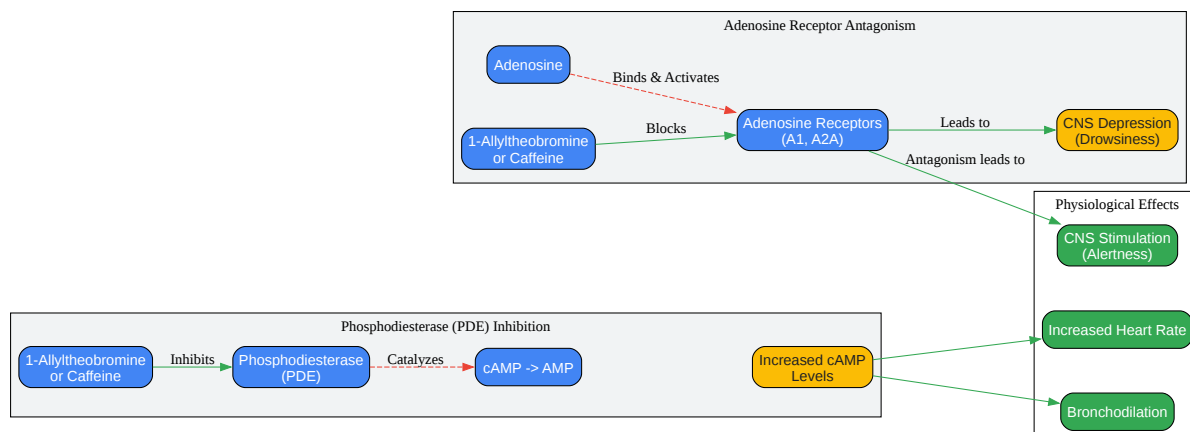 Adenosine Receptor Antagonism
Adenosine
Binds & Activates
1-Allyltheobromine
or Caffeine
Blocks
Adenosine Receptors
(A1, A2A)
Leads to
CNS Depression
(Drowsiness)
Antagonism leads to
Physiological Effects
CNS Stimulation
(Alertness)
Increased Heart Rate
Bronchodilation
Phosphodiesterase (PDE) Inhibition
1-Allyltheobromine
or Caffeine
Inhibits
Phosphodiesterase
(PDE)
Catalyzes
cAMP -> AMP
Increased cAMP
Levels